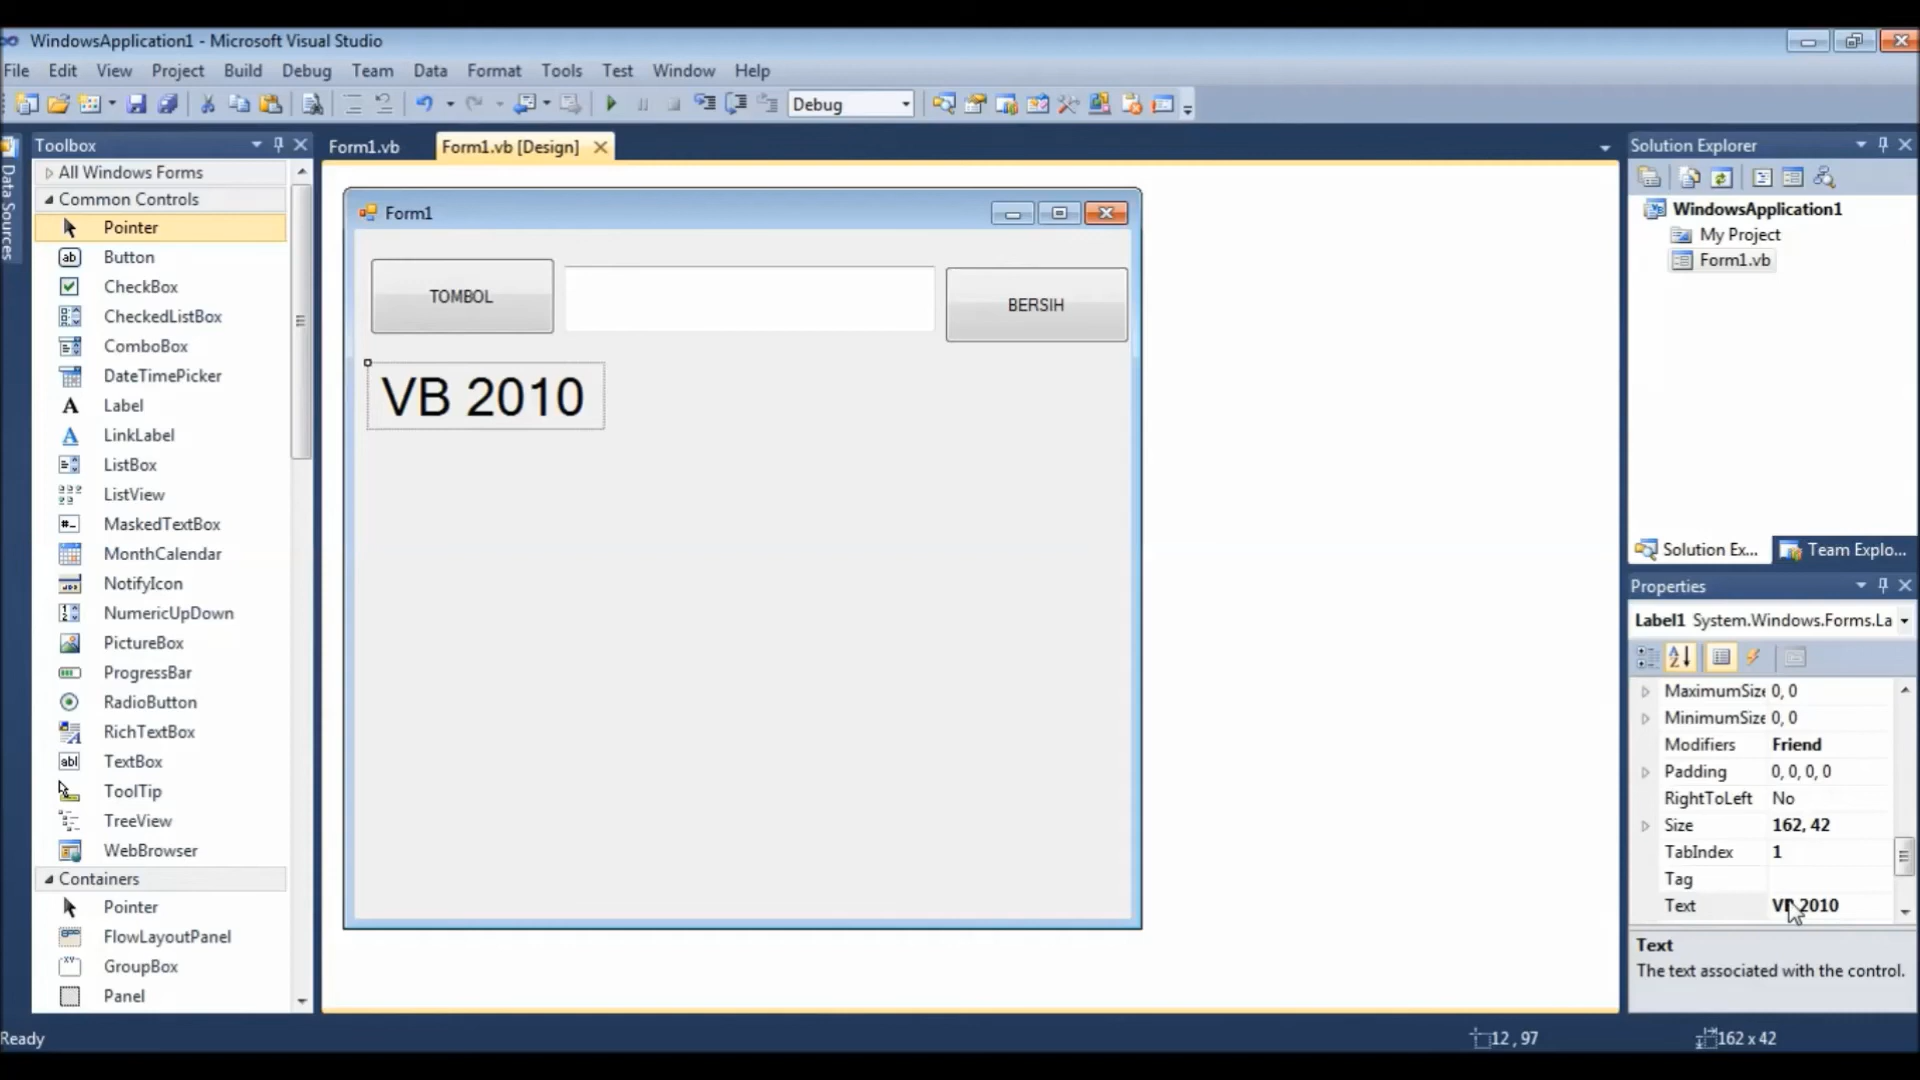 WindowsApplication1 - Microsoft Visual Studio
File Edit View Project Build Debug Team Data Format Tools Test Window Help
Debug
Data Sources
Toolbox
All Windows Forms
Common Controls
Pointer
Button
CheckBox
CheckedListBox
ComboBox
DateTimePicker
Label
LinkLabel
ListBox
ListView
MaskedTextBox
MonthCalendar
NotifyIcon
NumericUpDown
PictureBox
ProgressBar
RadioButton
RichTextBox
TextBox
ToolTip
TreeView
WebBrowser
Containers
Pointer
FlowLayoutPanel
GroupBox
Panel
Form1.vb
Form1.vb [Design]
Form1
TOMBOL
BERSIH
VB 2010
Solution Explorer
WindowsApplication1
My Project
Form1.vb
Solution Ex...
Team Explo...
Properties
Label1 System.Windows.Forms.La
MaximumSize 0, 0
MinimumSize 0, 0
Modifiers Friend
Padding 0, 0, 0, 0
RightToLeft No
Size 162, 42
TabIndex 1
Tag
Text VB 2010
Text
The text associated with the control.
Ready
12 , 97
162 x 42